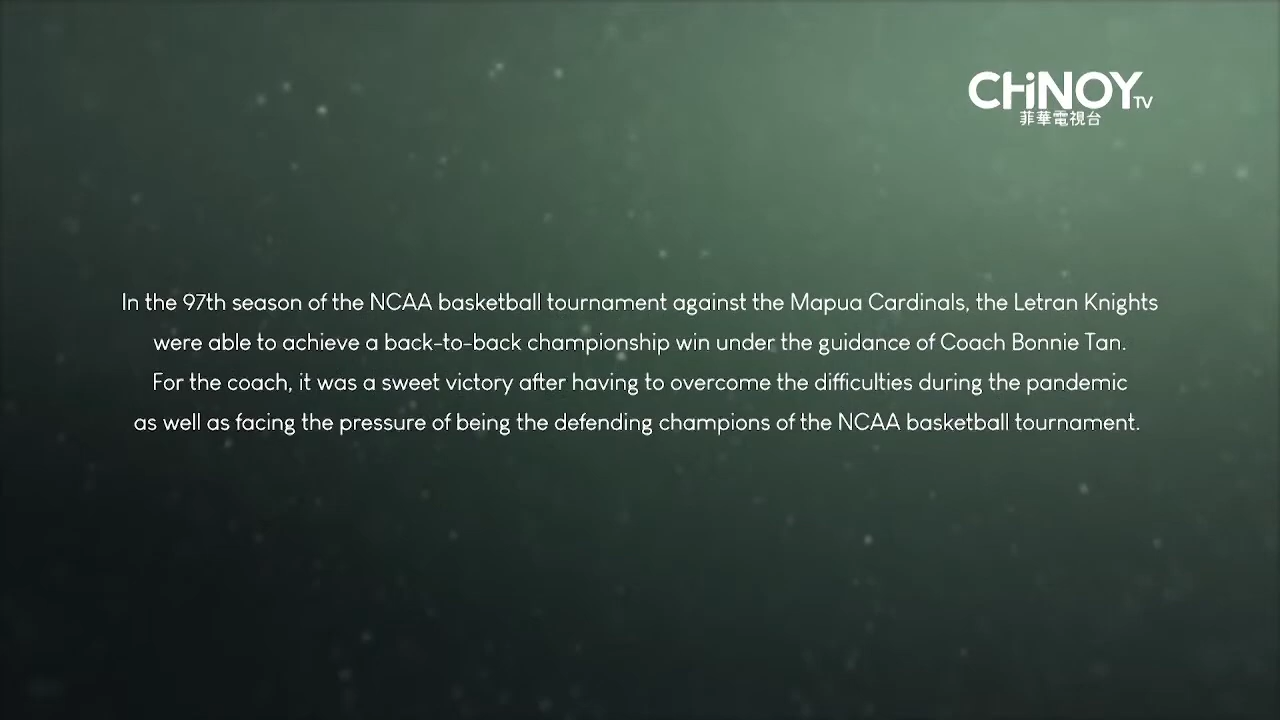 CHiNOY TV
菲華電視台
In the 97th season of the NCAA basketball tournament against the Mapua Cardinals, the Letran Knights
were able to achieve a back-to-back championship win under the guidance of Coach Bonnie Tan.
For the coach, it was a sweet victory after having to overcome the difficulties during the pandemic
as well as facing the pressure of being the defending champions of the NCAA basketball tournament.